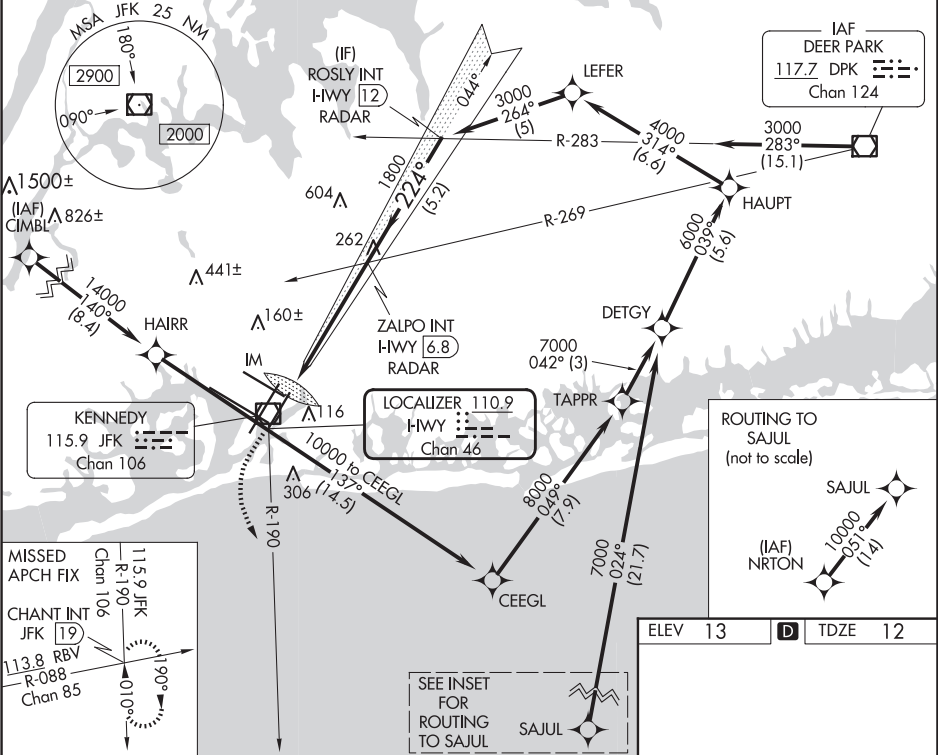 MSA JFK 25 NM
180°
2900
090°
2000
(IF)
ROSLY INT
I-IWY 12
RADAR
044°
LEFER
3000
264°
(5)
IAF
DEER PARK
117.7 DPK
Chan 124
R-283
4000
314°
(6.6)
3000
283°
(15.1)
HAUPT
1500±
(IAF)
CIMBL
826±
604
1800
224°
(5.2)
R-269
262
6000
039°
(5.6)
441±
14000
140°
(8.4)
HAIRR
160±
ZALPO INT
I-IWY 6.8
RADAR
DETGY
7000
042° (3)
IM
TAPPR
KENNEDY
115.9 JFK
Chan 106
116
LOCALIZER 110.9
I-IWY
Chan 46
306
10000 to CEEGL
137°
(14.5)
8000
049°
(7.9)
R-190
7000
024°
(21.7)
CEEGL
ROUTING TO
SAJUL
(not to scale)
SAJUL
10000
051°
(14)
(IAF)
NRTON
MISSED
APCH FIX
115.9 JFK
R-190
Chan 106
CHANT INT
JFK 19
113.8 RBV
R-088
Chan 85
190°
010°
SEE INSET
FOR
ROUTING
TO SAJUL
SAJUL
ELEV 13 D TDZE 12